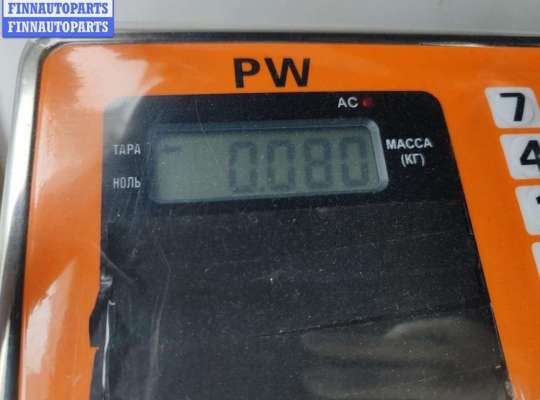 FINNAUTOPARTS
FINNAUTOPARTS
PW
AC
ТАРА
0.080
МАССА
(КГ)
НОЛЬ
7
4